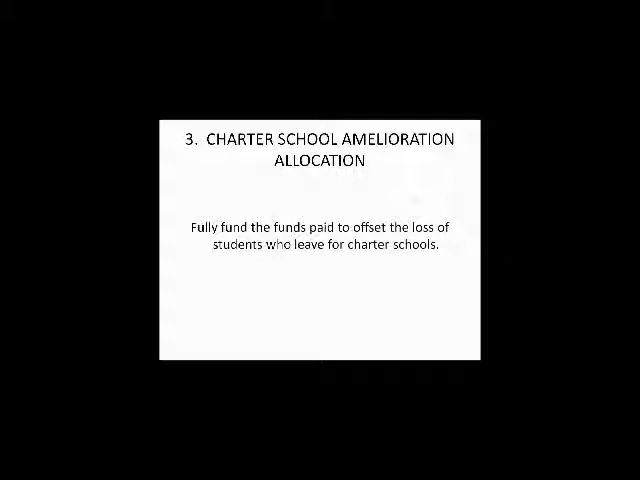 3. CHARTER SCHOOL AMELIORATION
ALLOCATION
Fully fund the funds paid to offset the loss of
students who leave for charter schools.